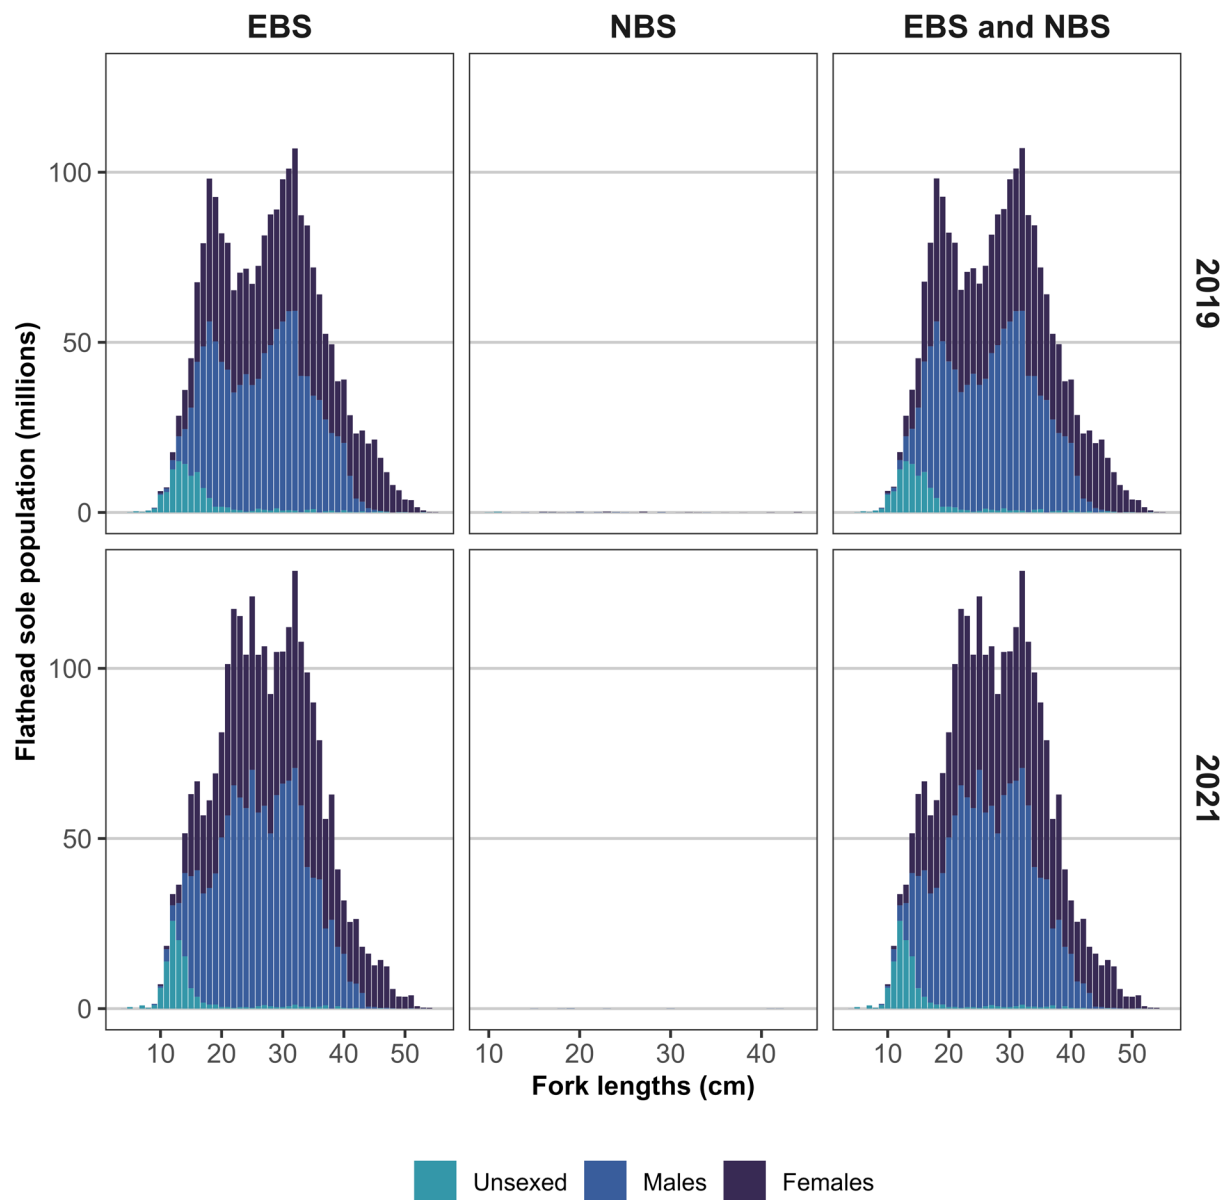 EBS NBS EBS and NBS
100
50
0
2019
Flathead sole population (millions)
100
50
0
2021
10 20 30 40 50 10 20 30 40 10 20 30 40 50
Fork lengths (cm)
Unsexed Males Females